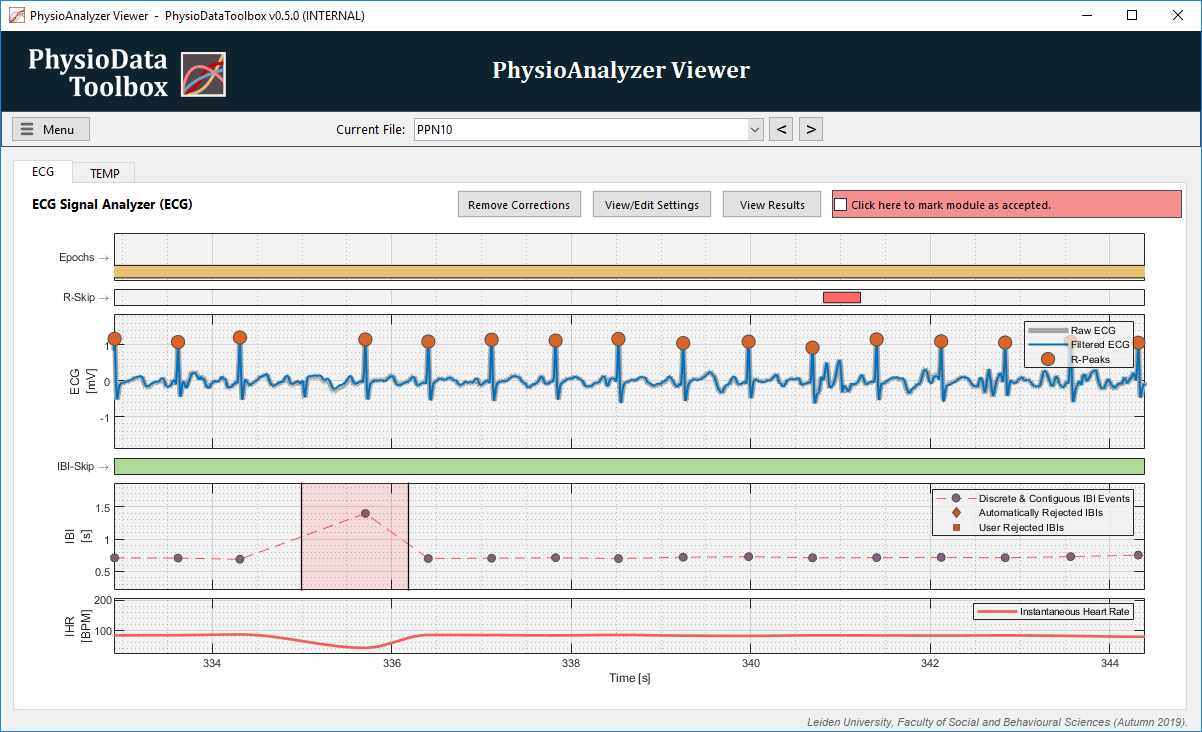 PhysioAnalyzer Viewer - PhysioDataToolbox v0.5.0 (INTERNAL)
PhysioData
Toolbox
PhysioAnalyzer Viewer
Menu
Current File:
PPN10
<
>
ECG
TEMP
ECG Signal Analyzer (ECG)
Remove Corrections
View/Edit Settings
View Results
Click here to mark module as accepted.
Epochs →
R-Skip →
ECG
[mV]
1
0
-1
Raw ECG
Filtered ECG
R-Peaks
IBI-Skip →
IBI
[s]
1.5
1
0.5
Discrete & Contiguous IBI Events
Automatically Rejected IBIs
User Rejected IBIs
IHR
[BPM]
200
100
Instantaneous Heart Rate
334
336
338
340
342
344
Time [s]
Leiden University, Faculty of Social and Behavioural Sciences (Autumn 2019).